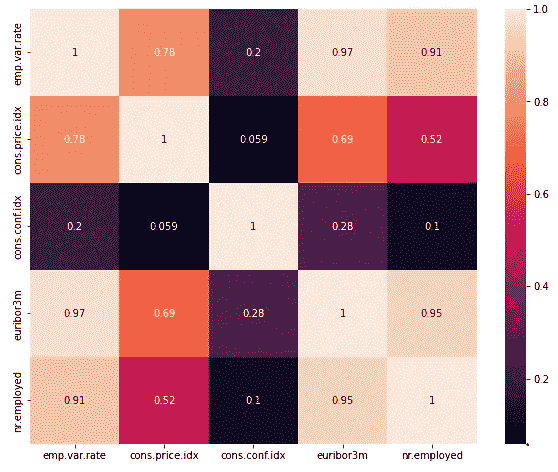 emp.var.rate 1 0.78 0.2 0.97 0.91
cons.price.idx 0.78 1 0.059 0.69 0.52
cons.conf.idx 0.2 0.059 1 0.28 0.1
euribor3m 0.97 0.69 0.28 1 0.95
nr.employed 0.91 0.52 0.1 0.95 1
emp.var.rate cons.price.idx cons.conf.idx euribor3m nr.employed
1.0
0.8
0.6
0.4
0.2